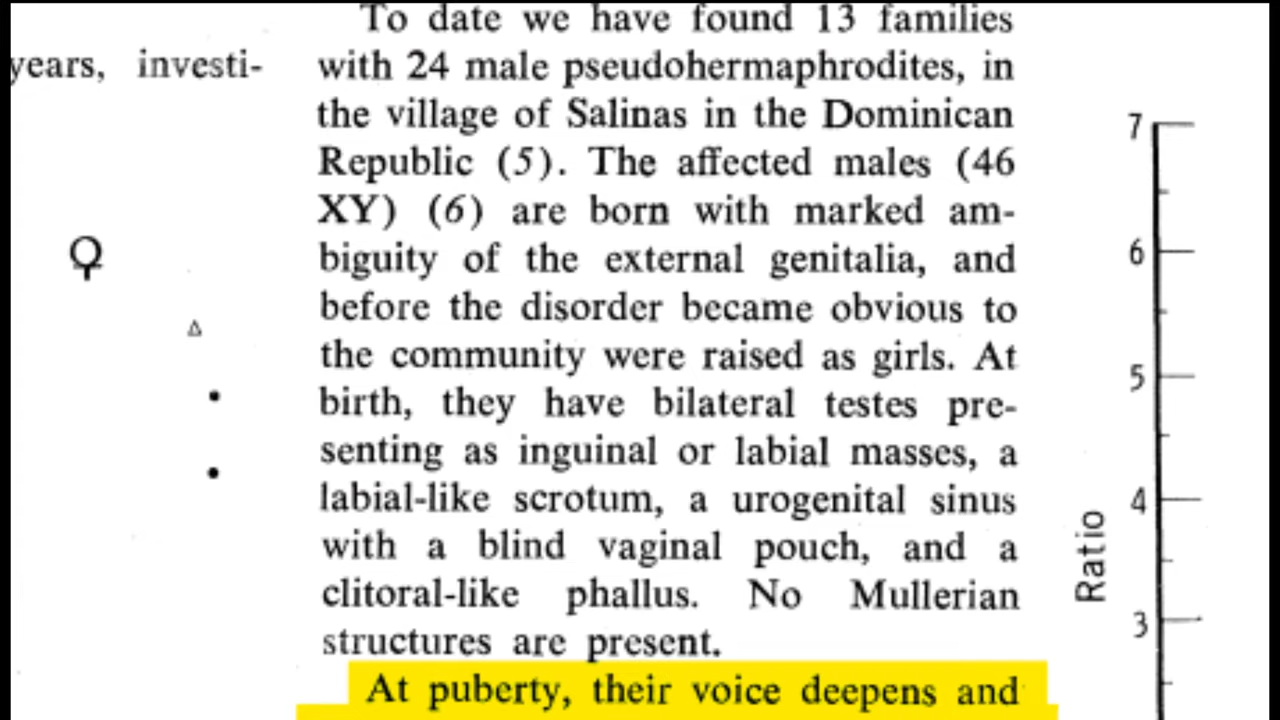 years, investi-
To date we have found 13 families
with 24 male pseudohermaphrodites, in
the village of Salinas in the Dominican
Republic (5). The affected males (46
XY) (6) are born with marked am-
biguity of the external genitalia, and
before the disorder became obvious to
the community were raised as girls. At
birth, they have bilateral testes pre-
senting as inguinal or labial masses, a
labial-like scrotum, a urogenital sinus
with a blind vaginal pouch, and a
clitoral-like phallus. No Mullerian
structures are present.
At puberty, their voice deepens and
7
6
5
4
3
Ratio